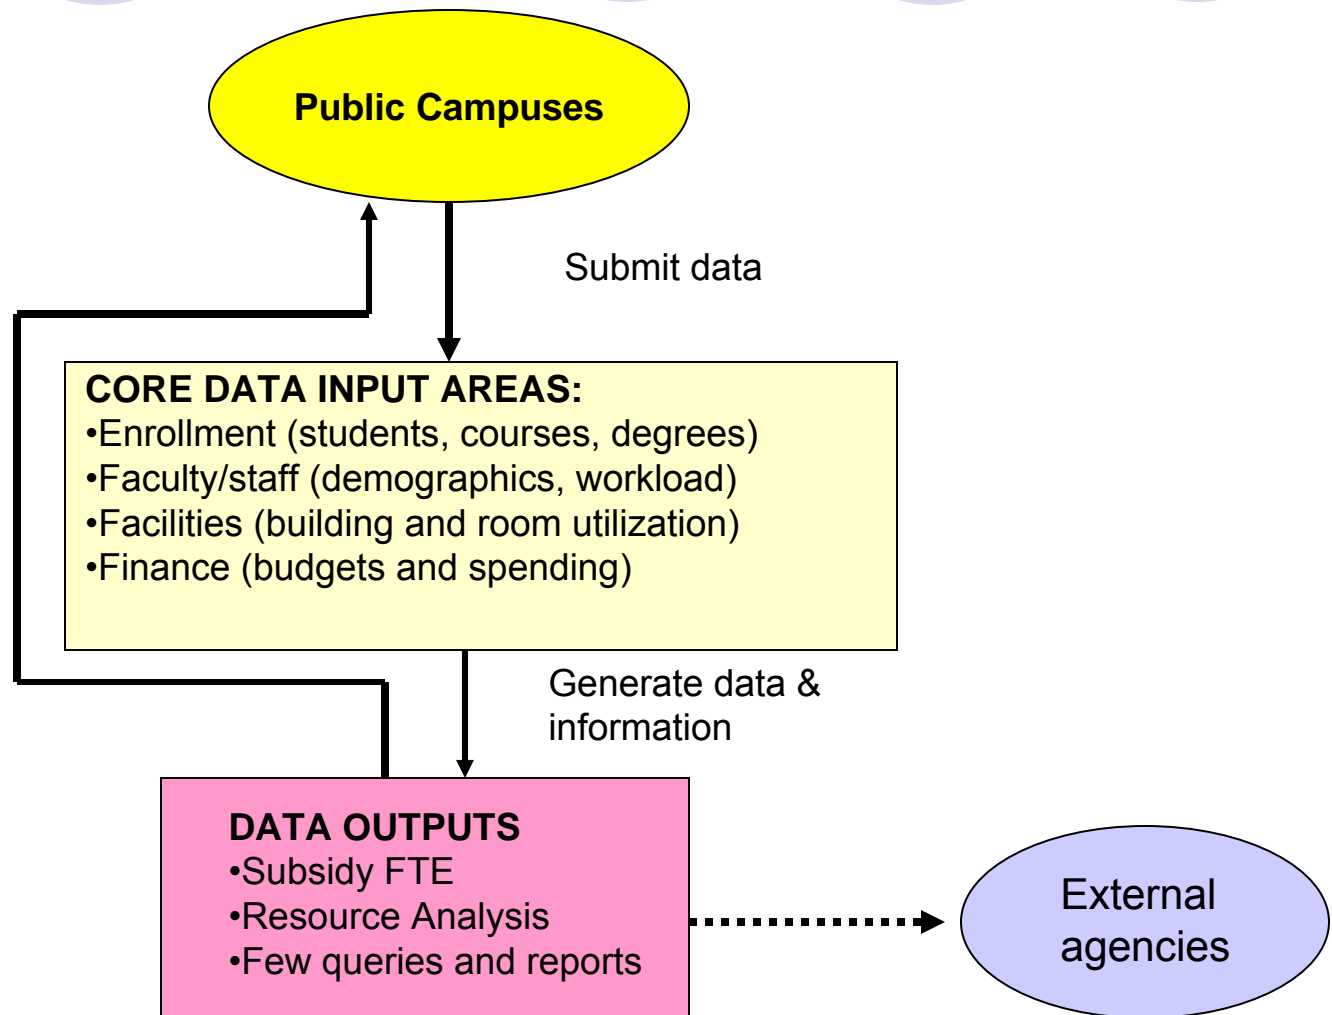 Public Campuses
Submit data
CORE DATA INPUT AREAS:
•Enrollment (students, courses, degrees)
•Faculty/staff (demographics, workload)
•Facilities (building and room utilization)
•Finance (budgets and spending)
Generate data &
information
DATA OUTPUTS
•Subsidy FTE
•Resource Analysis
•Few queries and reports
External
agencies